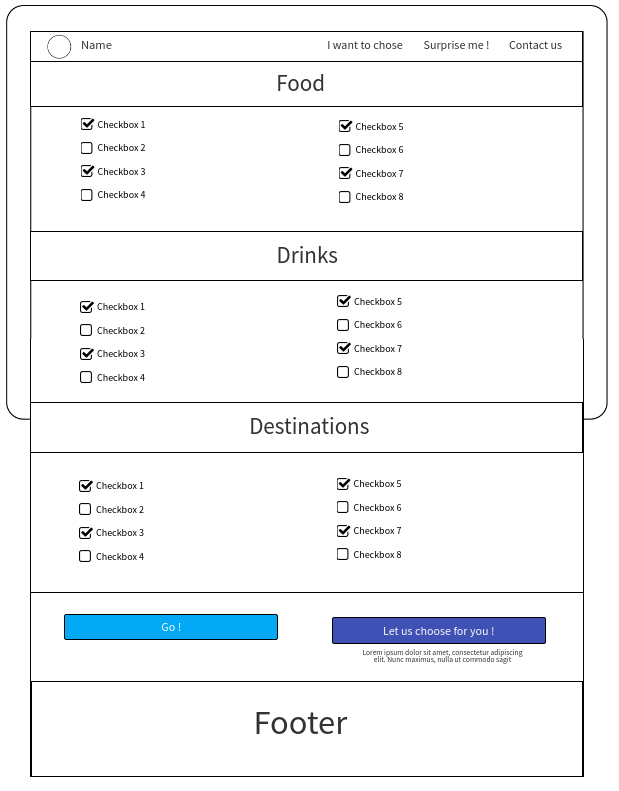 Name
I want to chose
Surprise me !
Contact us
Food
Checkbox 1
Checkbox 2
Checkbox 3
Checkbox 4
Checkbox 5
Checkbox 6
Checkbox 7
Checkbox 8
Drinks
Checkbox 1
Checkbox 2
Checkbox 3
Checkbox 4
Checkbox 5
Checkbox 6
Checkbox 7
Checkbox 8
Destinations
Checkbox 1
Checkbox 2
Checkbox 3
Checkbox 4
Checkbox 5
Checkbox 6
Checkbox 7
Checkbox 8
Go !
Let us choose for you !
Lorem ipsum dolor sit amet, consectetur adipiscing
elit. Nunc maximus, nulla ut commodo sagit
Footer